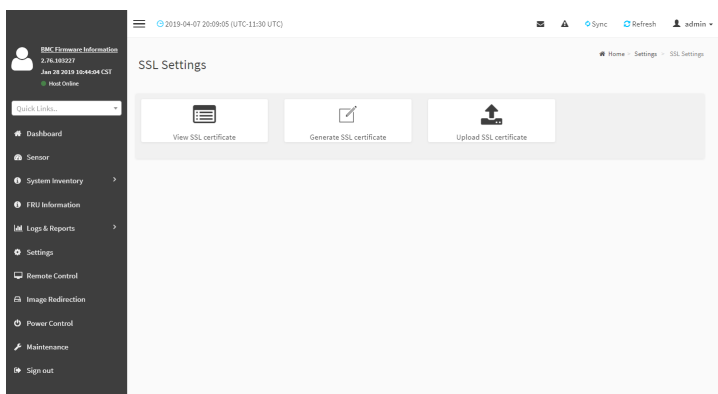 2019-04-07 20:09:05 (UTC-11:30 UTC)
Sync
Refresh
admin
BMC Firmware Information
2.76.103227
Jan 28 2019 10:44:04 CST
Host Online
Quick Links..
Dashboard
Sensor
System Inventory
FRU Information
Logs & Reports
Settings
Remote Control
Image Redirection
Power Control
Maintenance
Sign out
SSL Settings
Home > Settings > SSL Settings
View SSL certificate
Generate SSL certificate
Upload SSL certificate